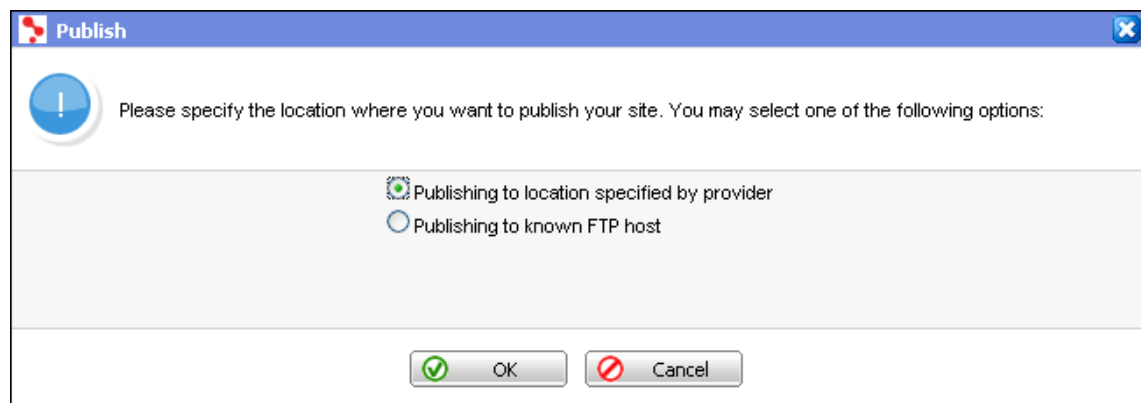 Publish
Please specify the location where you want to publish your site. You may select one of the following options:
Publishing to location specified by provider
Publishing to known FTP host
OK
Cancel